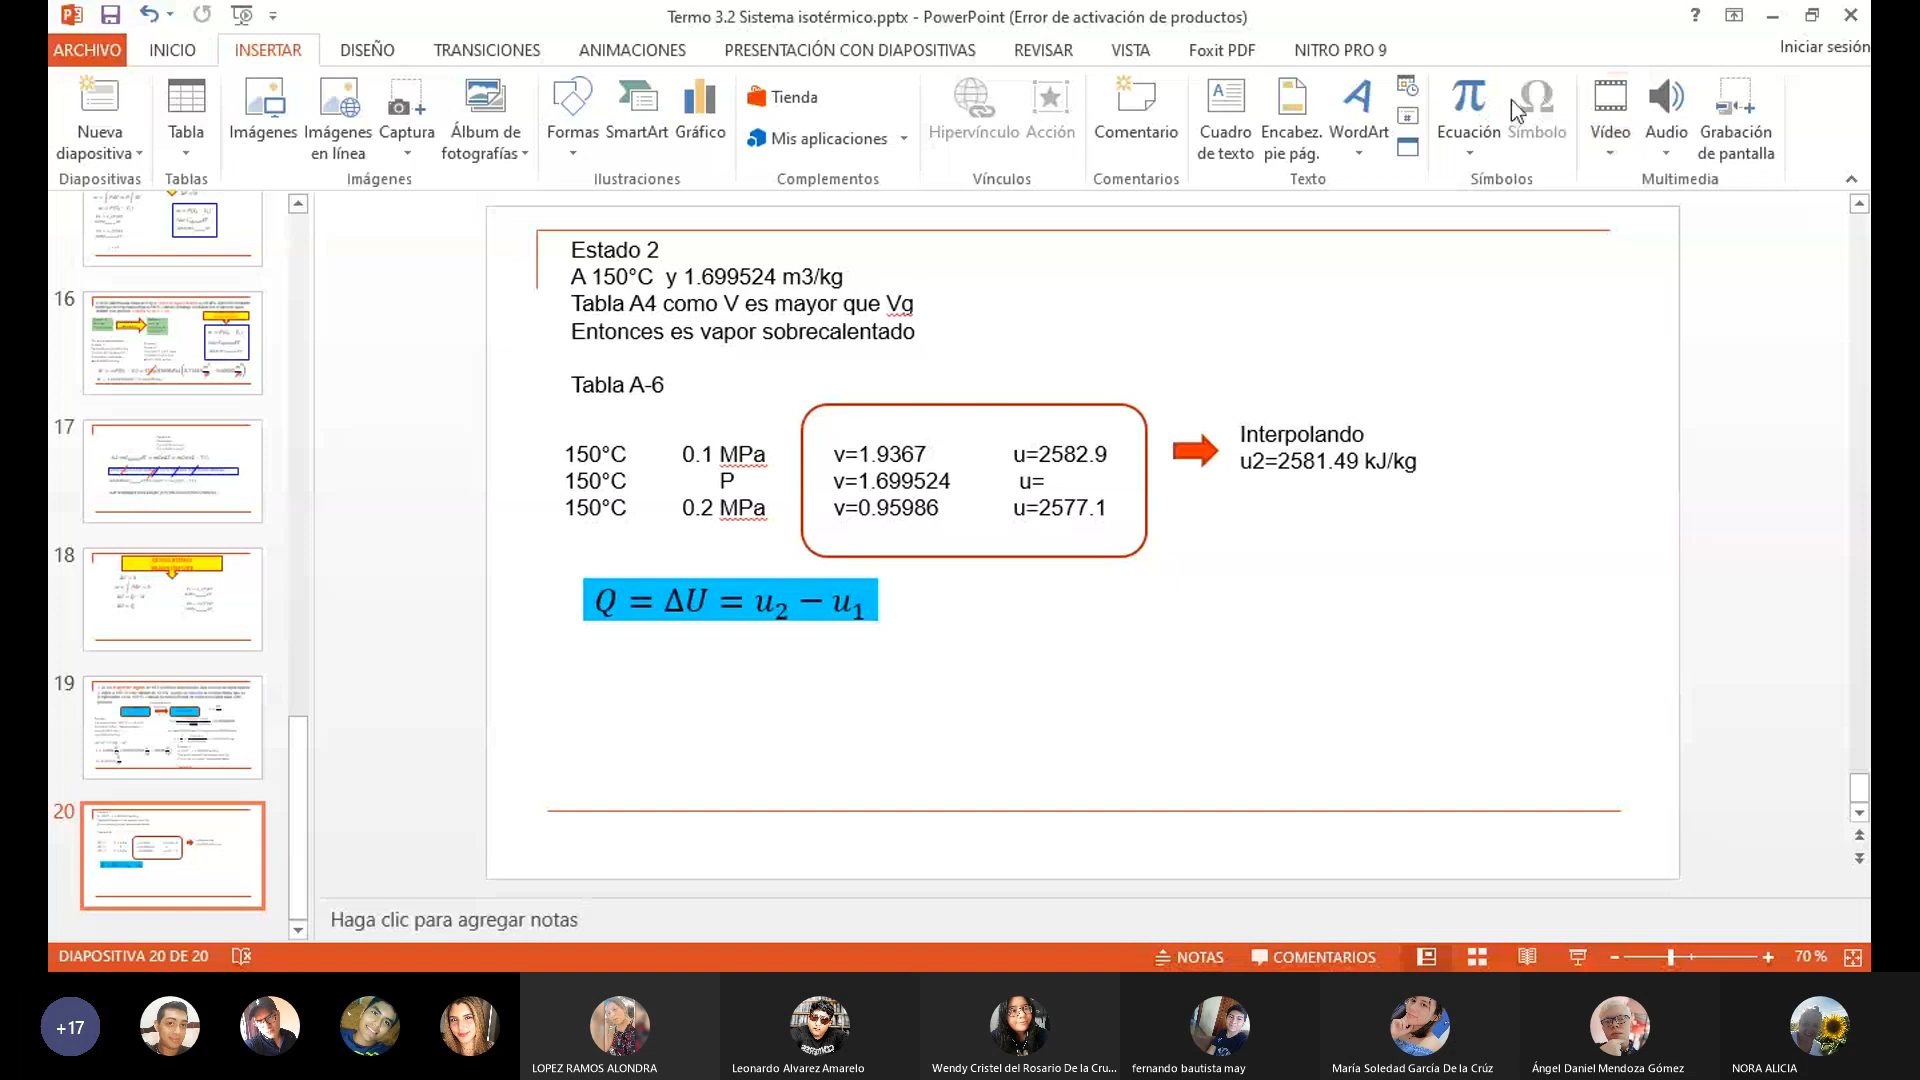 Termo 3.2 Sistema isotérmico.pptx - PowerPoint (Error de activación de productos)
?
ARCHIVO INICIO INSERTAR DISEÑO TRANSICIONES ANIMACIONES PRESENTACIÓN CON DIAPOSITIVAS REVISAR VISTA Foxit PDF NITRO PRO 9 Iniciar sesión
Nueva diapositiva
Tabla
Imágenes
Imágenes en línea
Captura
Álbum de fotografías
Formas
SmartArt
Gráfico
Tienda
Mis aplicaciones
Hipervínculo
Acción
Comentario
Cuadro de texto
Encabez. pie pág.
WordArt
Ecuación
Símbolo
Vídeo
Audio
Grabación de pantalla
Diapositivas Tablas Imágenes Ilustraciones Complementos Vínculos Comentarios Texto Símbolos Multimedia
16
17
18
19
20
Estado 2
A 150°C y 1.699524 m3/kg
Tabla A4 como V es mayor que Vg
Entonces es vapor sobrecalentado
Tabla A-6
150°C 0.1 MPa v=1.9367 u=2582.9
150°C P v=1.699524 u=
150°C 0.2 MPa v=0.95986 u=2577.1
Interpolando
u2=2581.49 kJ/kg
Q = ΔU = u₂ − u₁
Haga clic para agregar notas
DIAPOSITIVA 20 DE 20 NOTAS COMENTARIOS 70 %
+17
LOPEZ RAMOS ALONDRA
Leonardo Alvarez Amarelo
Wendy Cristel del Rosario De la Cru...
fernando bautista may
María Soledad García De la Crúz
Ángel Daniel Mendoza Gómez
NORA ALICIA